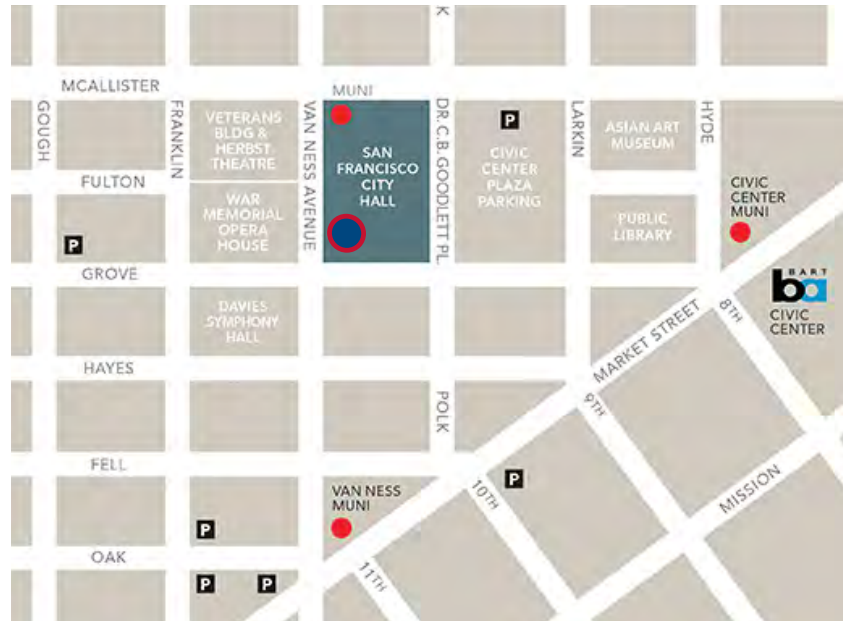 K
MCALLISTER
MUNI
GOUGH
FRANKLIN
VETERANS
BLDG &
HERBST
THEATRE
VAN NESS AVENUE
SAN
FRANCISCO
CITY
HALL
DR. C.B. GOODLETT PL.
P
CIVIC
CENTER
PLAZA
PARKING
LARKIN
ASIAN ART
MUSEUM
HYDE
FULTON
WAR
MEMORIAL
OPERA
HOUSE
PUBLIC
LIBRARY
CIVIC
CENTER
MUNI
P
GROVE
BART
ba
CIVIC
CENTER
DAVIES
SYMPHONY
HALL
MARKET STREET
8TH
HAYES
POLK
9TH
FELL
VAN NESS
MUNI
10TH
P
MISSION
P
OAK
11TH
P
P